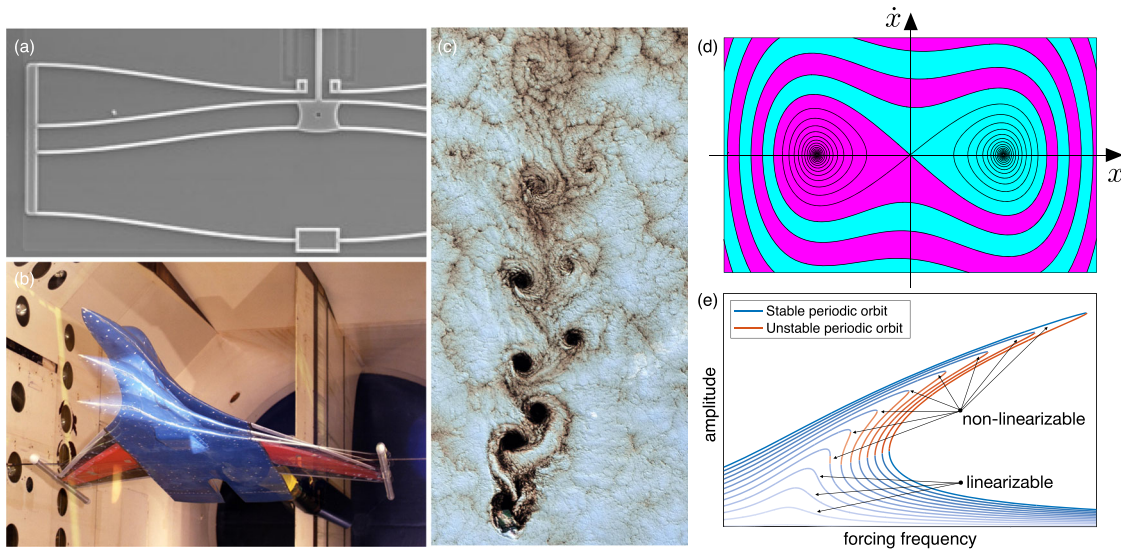 (a)
(b)
(c)
(d)
ẋ
x
(e)
Stable periodic orbit
Unstable periodic orbit
amplitude
non-linearizable
linearizable
forcing frequency